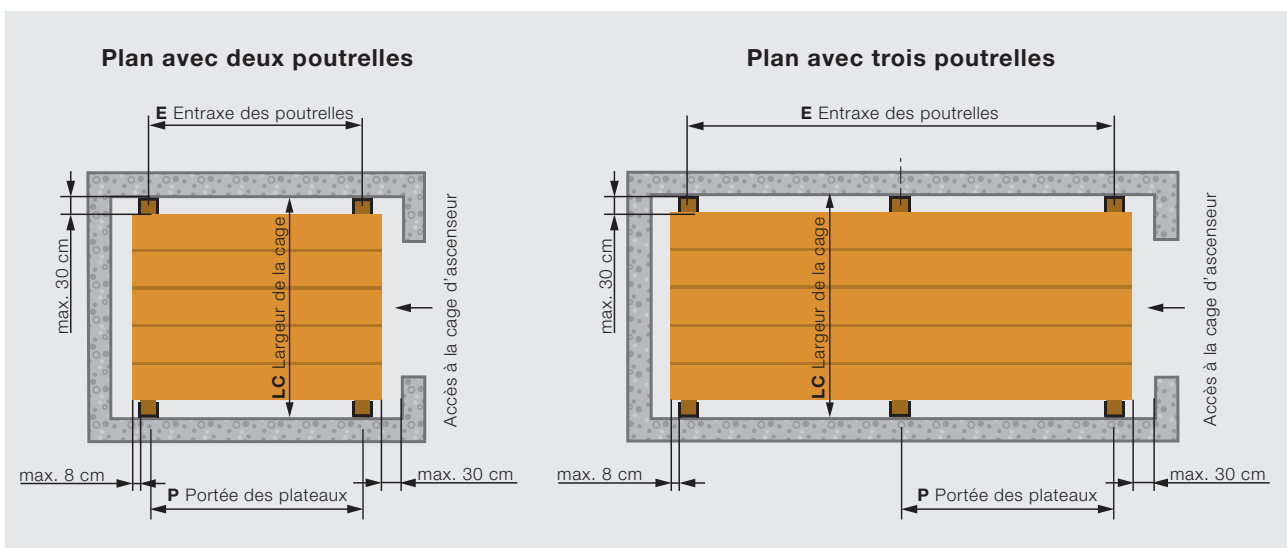 Plan avec deux poutrelles
E Entraxe des poutrelles
max. 30 cm
LC Largeur de la cage
Accès à la cage d'ascenseur
max. 8 cm
max. 30 cm
P Portée des plateaux
Plan avec trois poutrelles
E Entraxe des poutrelles
max. 30 cm
LC Largeur de la cage
Accès à la cage d'ascenseur
max. 8 cm
max. 30 cm
P Portée des plateaux